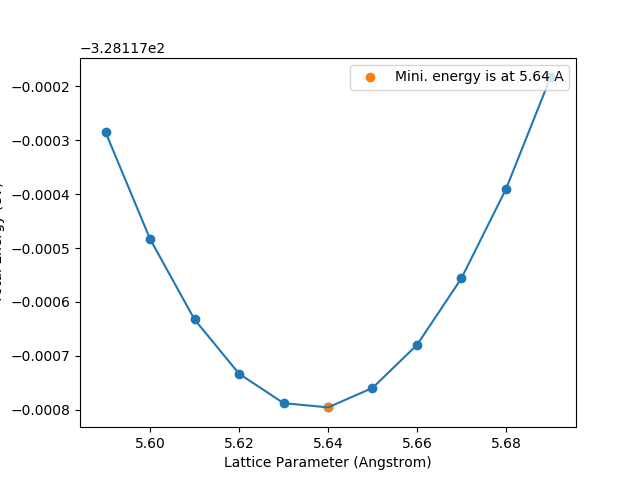 −3.28117e2
Mini. energy is at 5.64 A
−0.0002
−0.0003
−0.0004
−0.0005
−0.0006
−0.0007
−0.0008
5.60 5.62 5.64 5.66 5.68
Lattice Parameter (Angstrom)